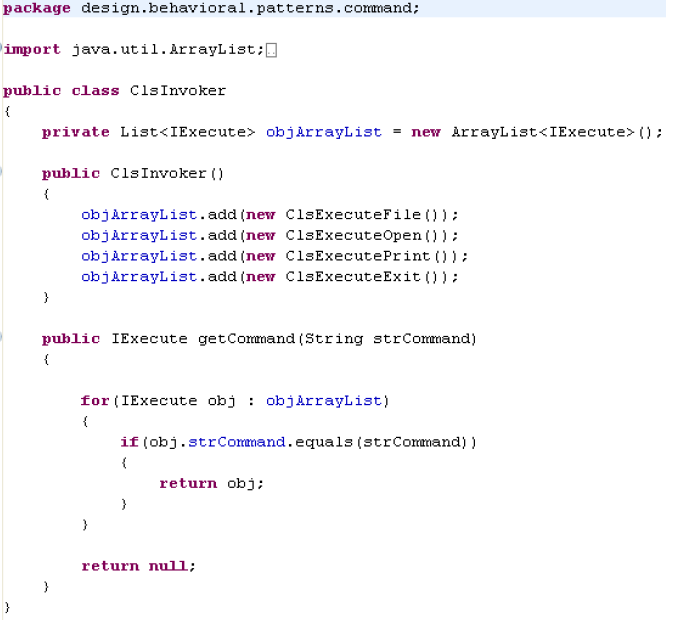 package design.behavioral.patterns.command;
import java.util.ArrayList;
public class ClsInvoker
{
    private List<IExecute> objArrayList = new ArrayList<IExecute>();
    public ClsInvoker()
    {
        objArrayList.add(new ClsExecuteFile());
        objArrayList.add(new ClsExecuteOpen());
        objArrayList.add(new ClsExecutePrint());
        objArrayList.add(new ClsExecuteExit());
    }
    public IExecute getCommand(String strCommand)
    {
        for(IExecute obj : objArrayList)
        {
            if(obj.strCommand.equals(strCommand))
            {
                return obj;
            }
        }
        return null;
    }
}